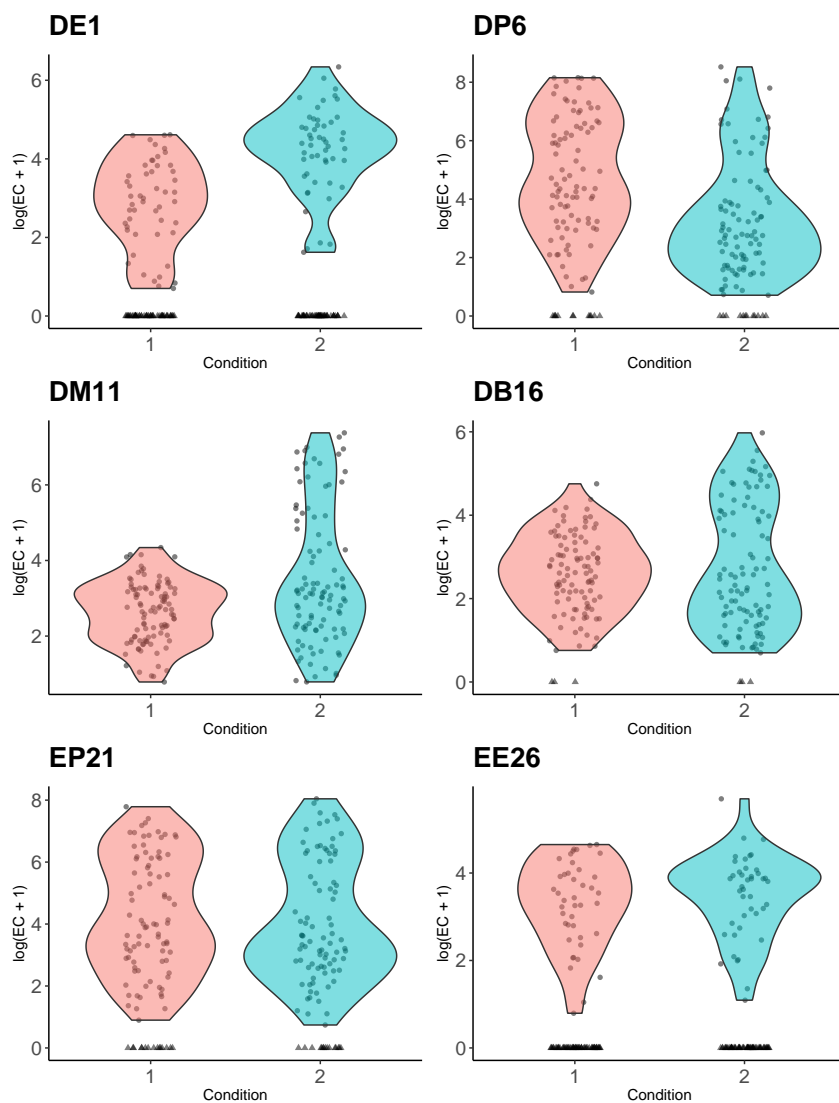 DE1
log(EC + 1)
6
4
2
0
1
2
Condition
DP6
log(EC + 1)
8
6
4
2
0
1
2
Condition
DM11
log(EC + 1)
6
4
2
1
2
Condition
DB16
log(EC + 1)
6
4
2
0
1
2
Condition
EP21
log(EC + 1)
8
6
4
2
0
1
2
Condition
EE26
log(EC + 1)
4
2
0
1
2
Condition